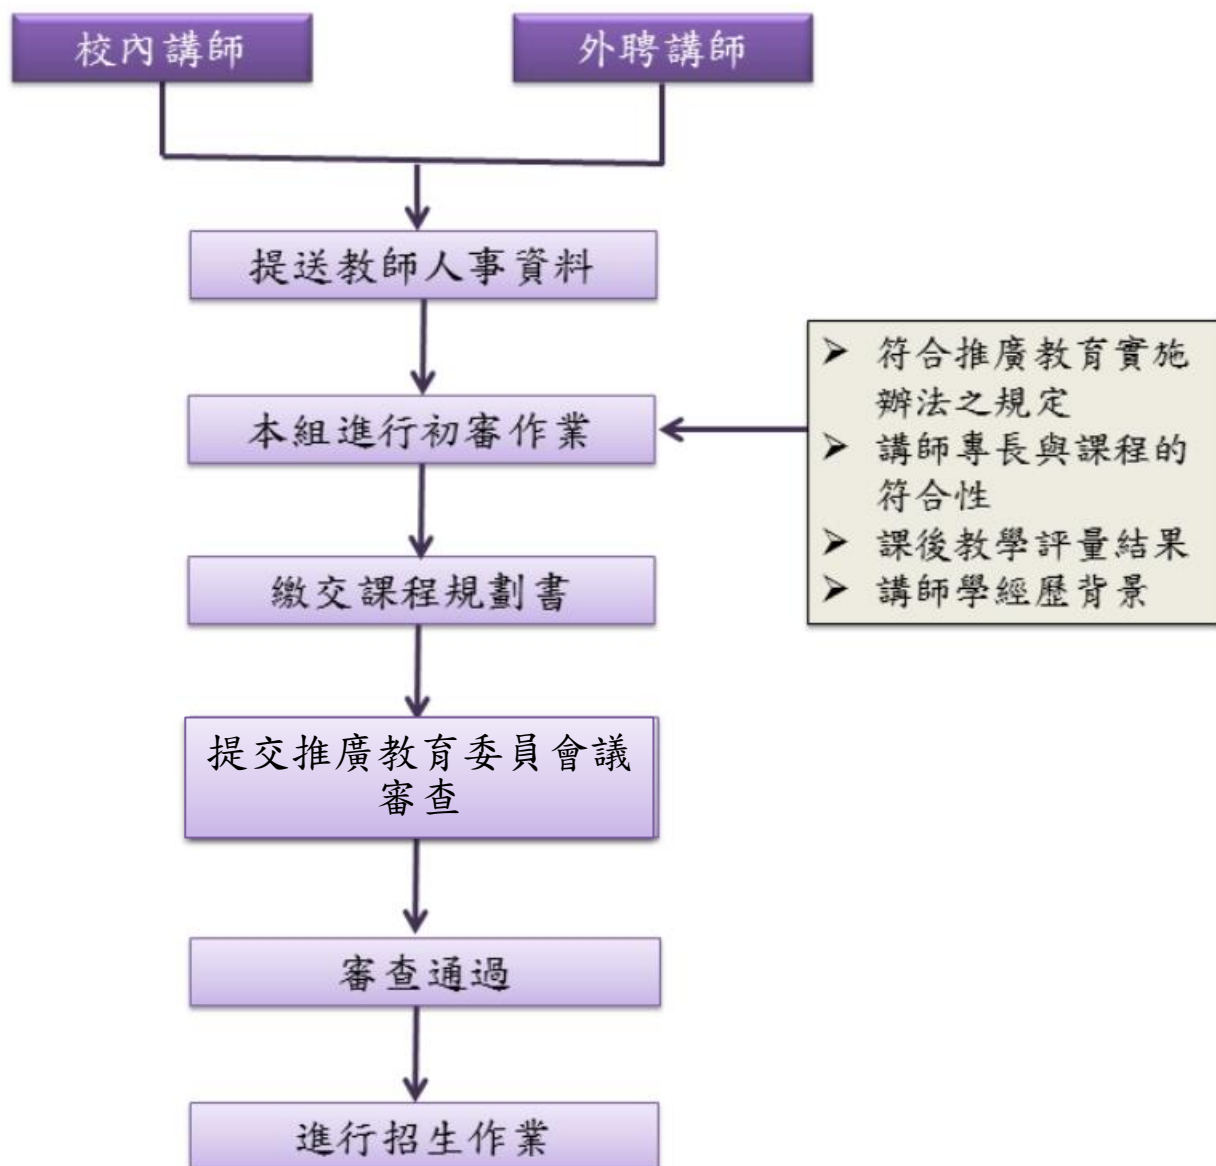 校內講師
外聘講師
提送教師人事資料
本組進行初審作業
➢ 符合推廣教育實施
辦法之規定
➢ 講師專長與課程的
符合性
➢ 課後教學評量結果
➢ 講師學經歷背景
繳交課程規劃書
提交推廣教育委員會議
審查
審查通過
進行招生作業